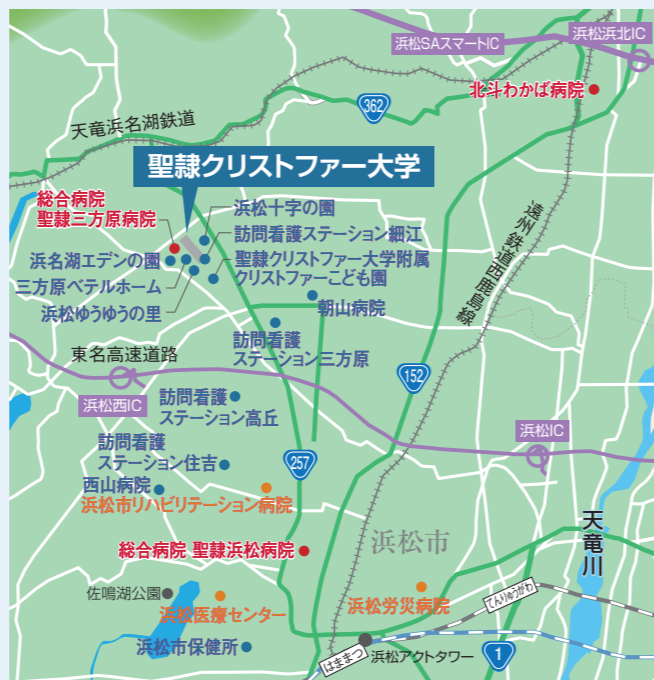 浜松SAスマートIC
浜松浜北IC
北斗わかば病院
362
天竜浜名湖鉄道
聖隷クリストファー大学
総合病院
聖隷三方原病院
浜松十字の園
訪問看護ステーション細江
浜名湖エデンの園
聖隷クリストファー大学附属
クリストファーこども園
三方原ベテルホーム
浜松ゆうゆうの里
朝山病院
遠州鉄道西鹿島線
訪問看護
ステーション三方原
東名高速道路
152
浜松西IC
訪問看護
ステーション高丘
浜松IC
訪問看護
ステーション住吉
257
西山病院
浜松市リハビリテーション病院
天竜川
総合病院 聖隷浜松病院
浜松市
佐鳴湖公園
浜松医療センター
浜松労災病院
てんりゅうがわ
浜松市保健所
はままつ
浜松アクトタワー
1